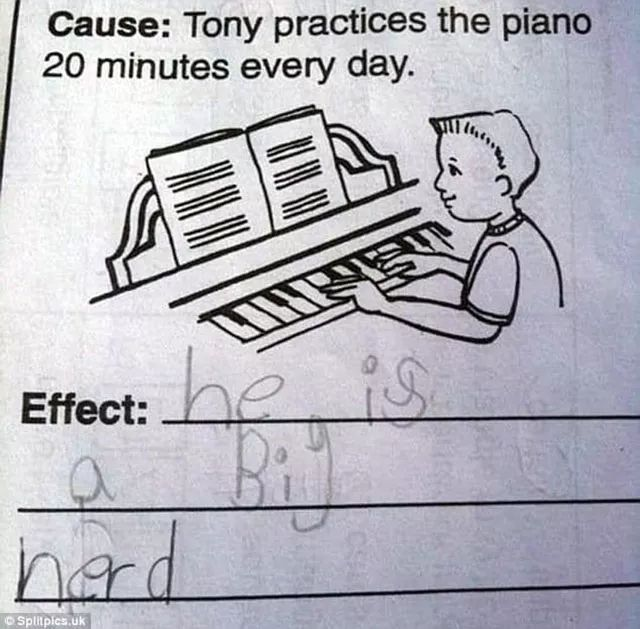 Cause: Tony practices the piano
20 minutes every day.
Effect: he is
a Big
nerd
© Splitpics.uk